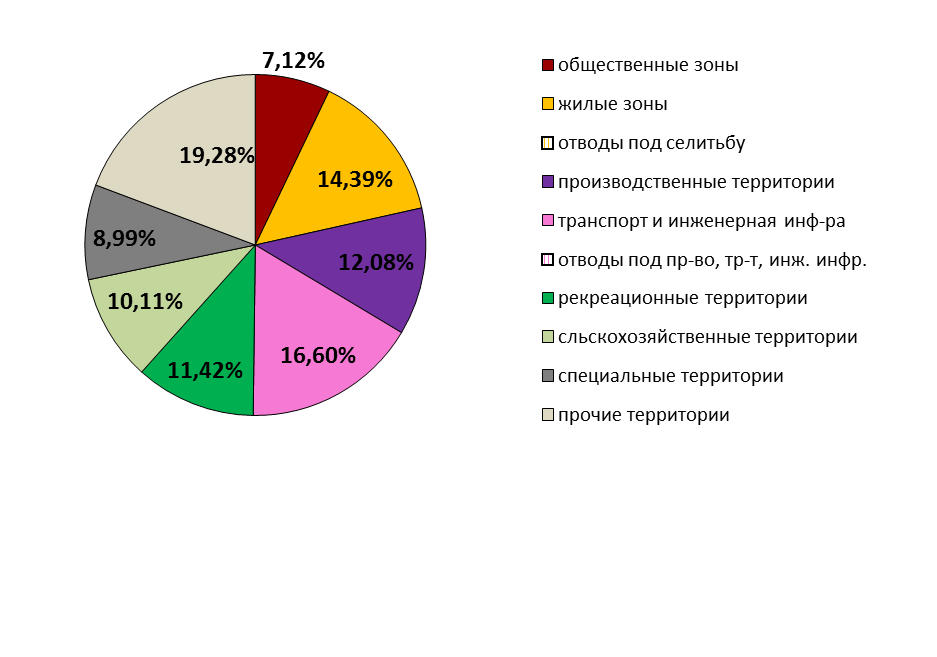 7,12%
14,39%
12,08%
16,60%
11,42%
10,11%
8,99%
19,28%
общественные зоны
жилые зоны
отводы под селитьбу
производственные территории
транспорт и инженерная инф-ра
отводы под пр-во, тр-т, инж. инфр.
рекреационные территории
сльскохозяйственные территории
специальные территории
прочие территории